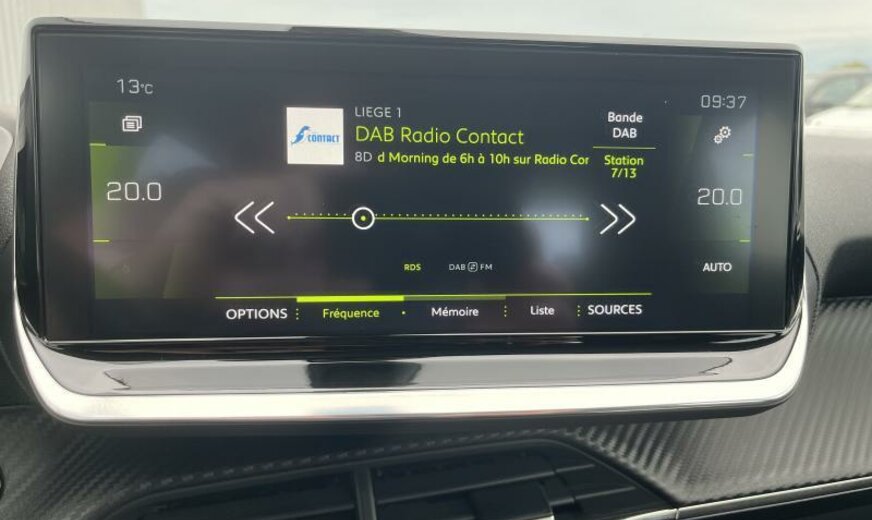 13°C
09:37
LIEGE 1
CONTACT
DAB Radio Contact
8D d Morning de 6h à 10h sur Radio Cor
Bande
DAB
Station
7/13
20.0
20.0
RDS
DAB FM
AUTO
OPTIONS Fréquence Mémoire Liste SOURCES